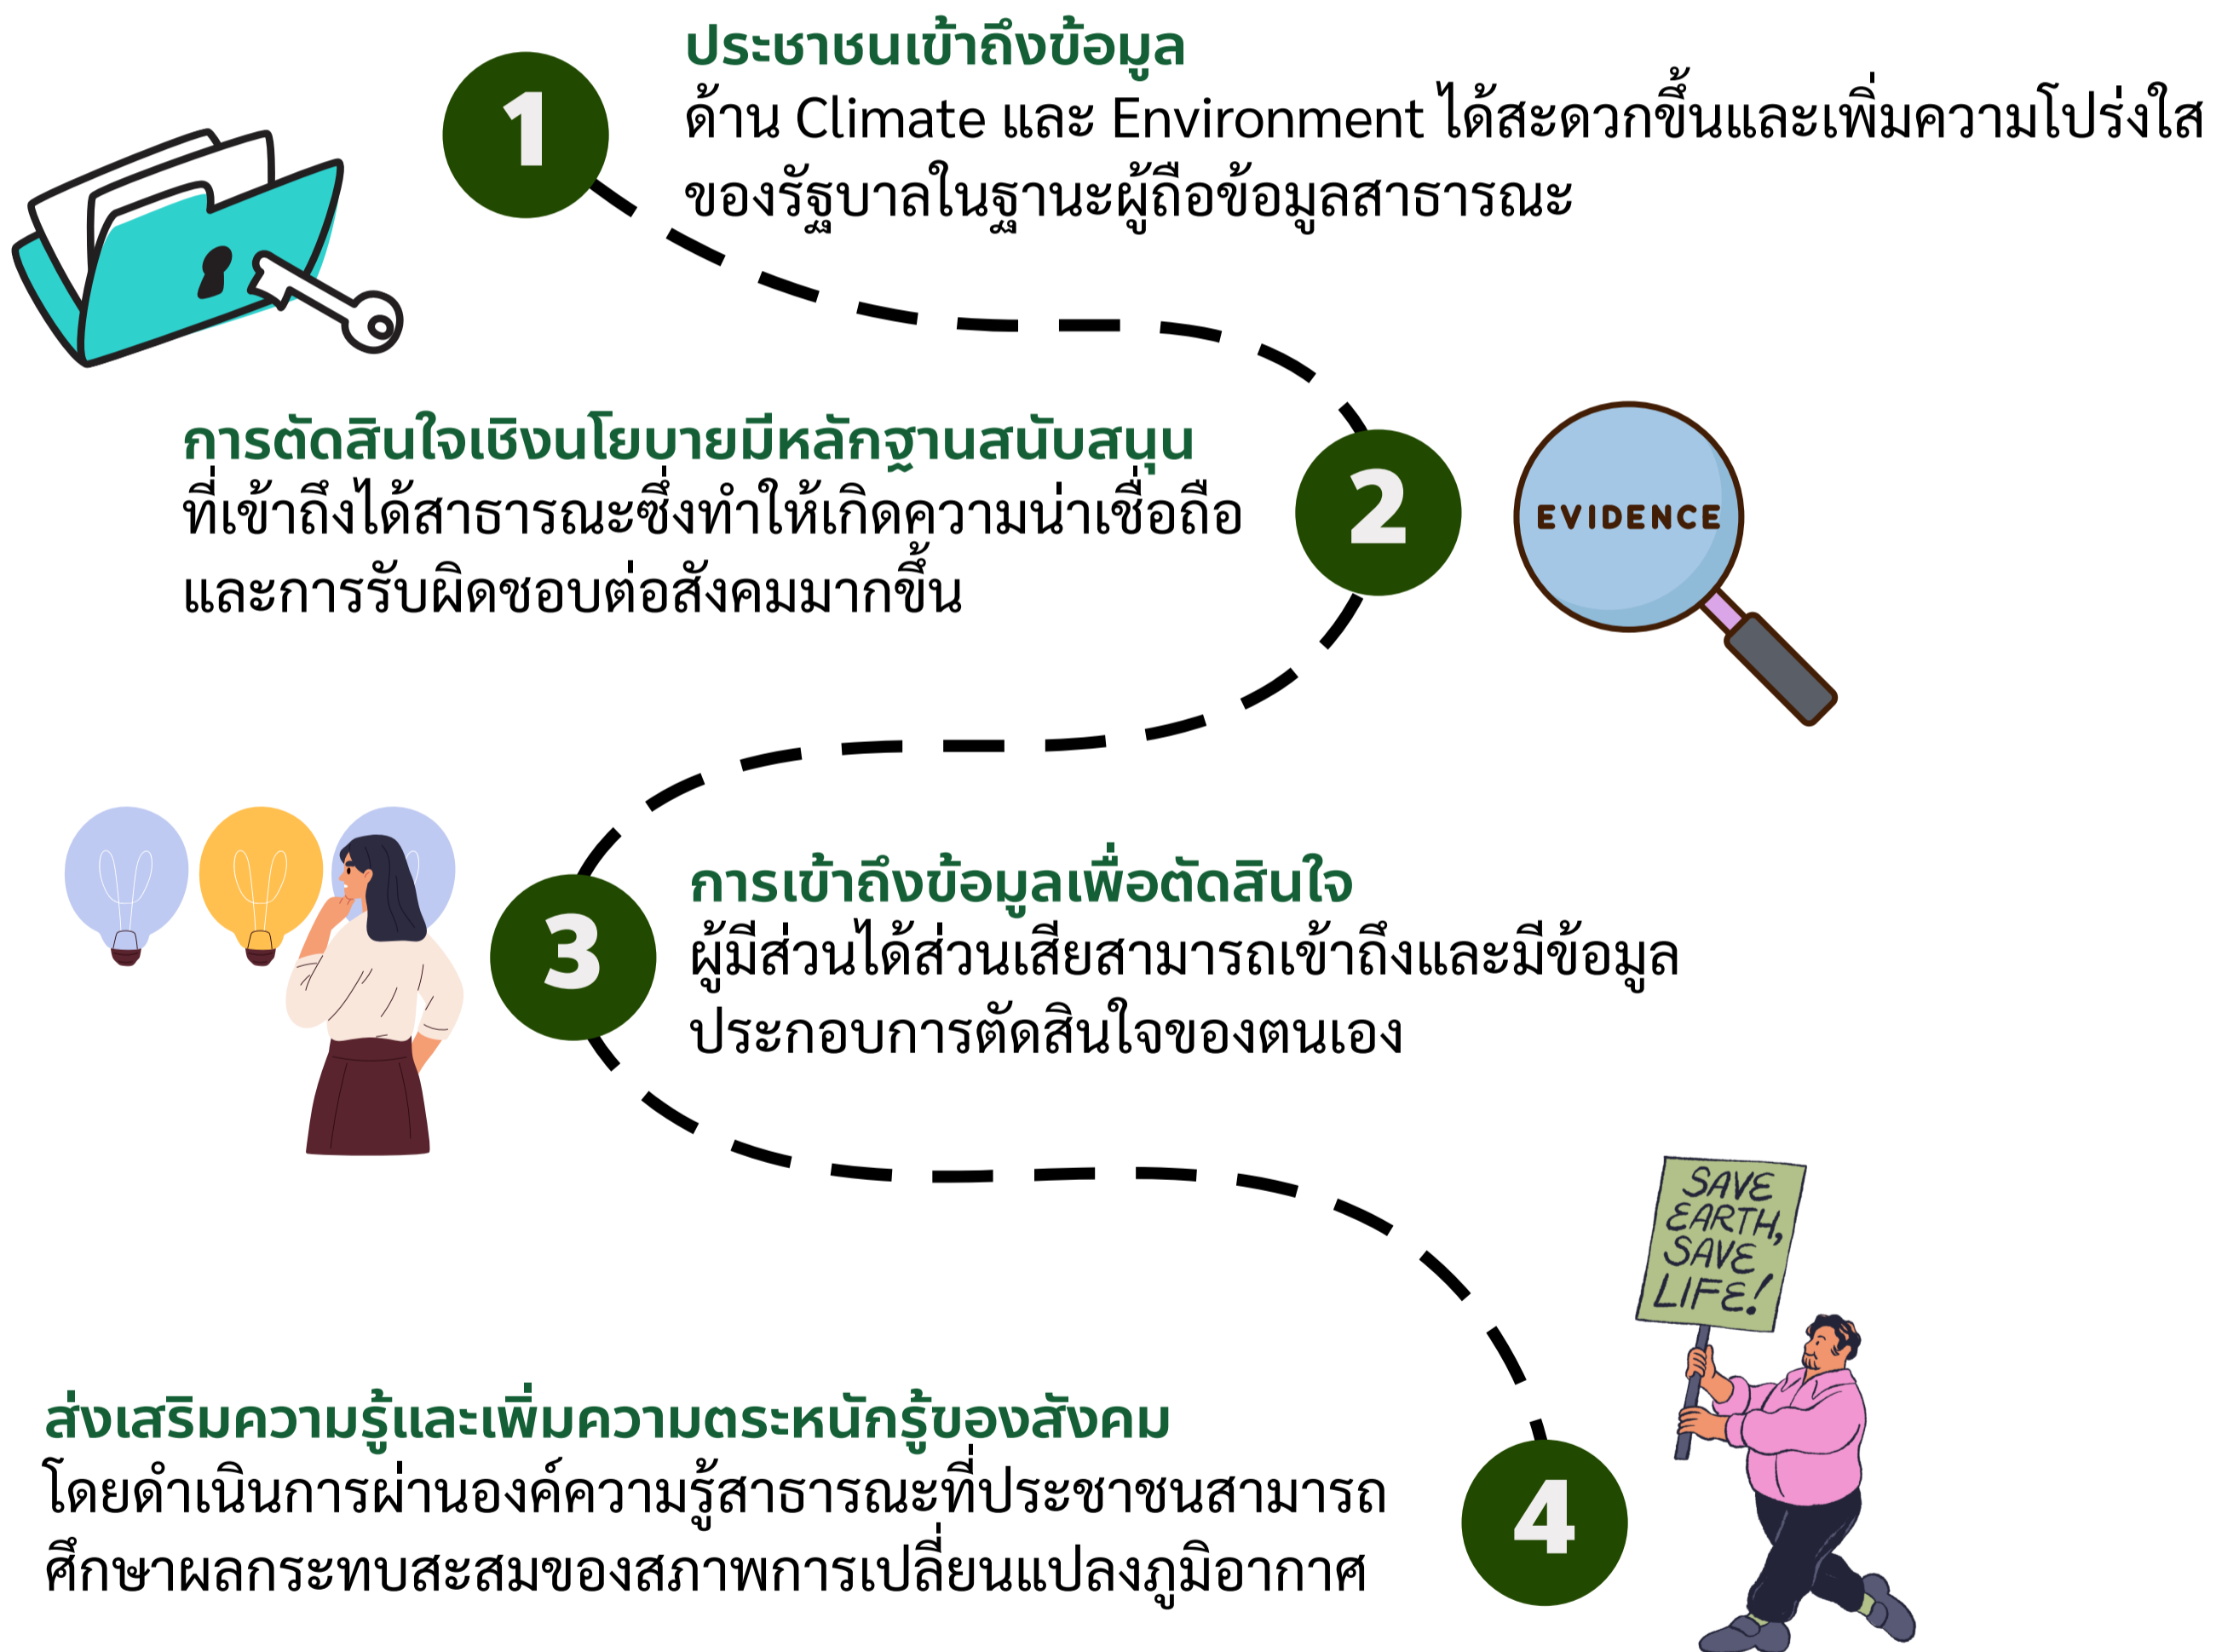 1
ประชาชนเข้าถึงข้อมูล
ด้าน Climate และ Environment ได้สะดวกขึ้นและเพิ่มความโปร่งใส
ของรัฐบาลในฐานะผู้ถือข้อมูลสาธารณะ
การตัดสินใจเชิงนโยบายมีหลักฐานสนับสนุน
ที่เข้าถึงได้สาธารณะซึ่งทำให้เกิดความน่าเชื่อถือ
และการรับผิดชอบต่อสังคมมากขึ้น
2
EVIDENCE
3
การเข้าถึงข้อมูลเพื่อตัดสินใจ
ผู้มีส่วนได้ส่วนเสียสามารถเข้าถึงและมีข้อมูล
ประกอบการตัดสินใจของตนเอง
SAVE
EARTH,
SAVE
LIFE!
ส่งเสริมความรู้และเพิ่มความตระหนักรู้ของสังคม
โดยดำเนินการผ่านองค์ความรู้สาธารณะที่ประชาชนสามารถ
ศึกษาผลกระทบสะสมของสภาพการเปลี่ยนแปลงภูมิอากาศ
4